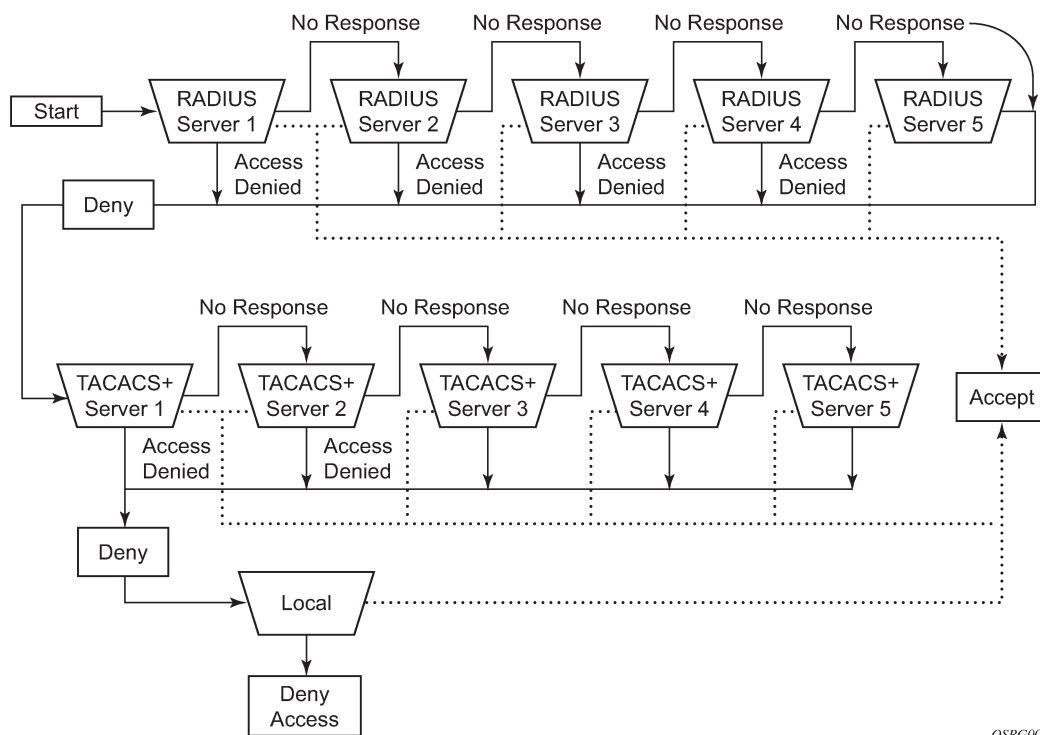 No Response No Response No Response No Response No Response
Start
RADIUS
Server 1
RADIUS
Server 2
RADIUS
Server 3
RADIUS
Server 4
RADIUS
Server 5
Access
Denied
Access
Denied
Access
Denied
Access
Denied
Deny
No Response No Response No Response No Response
TACACS+
Server 1
TACACS+
Server 2
TACACS+
Server 3
TACACS+
Server 4
TACACS+
Server 5
Accept
Access
Denied
Access
Denied
Deny
Local
Deny
Access